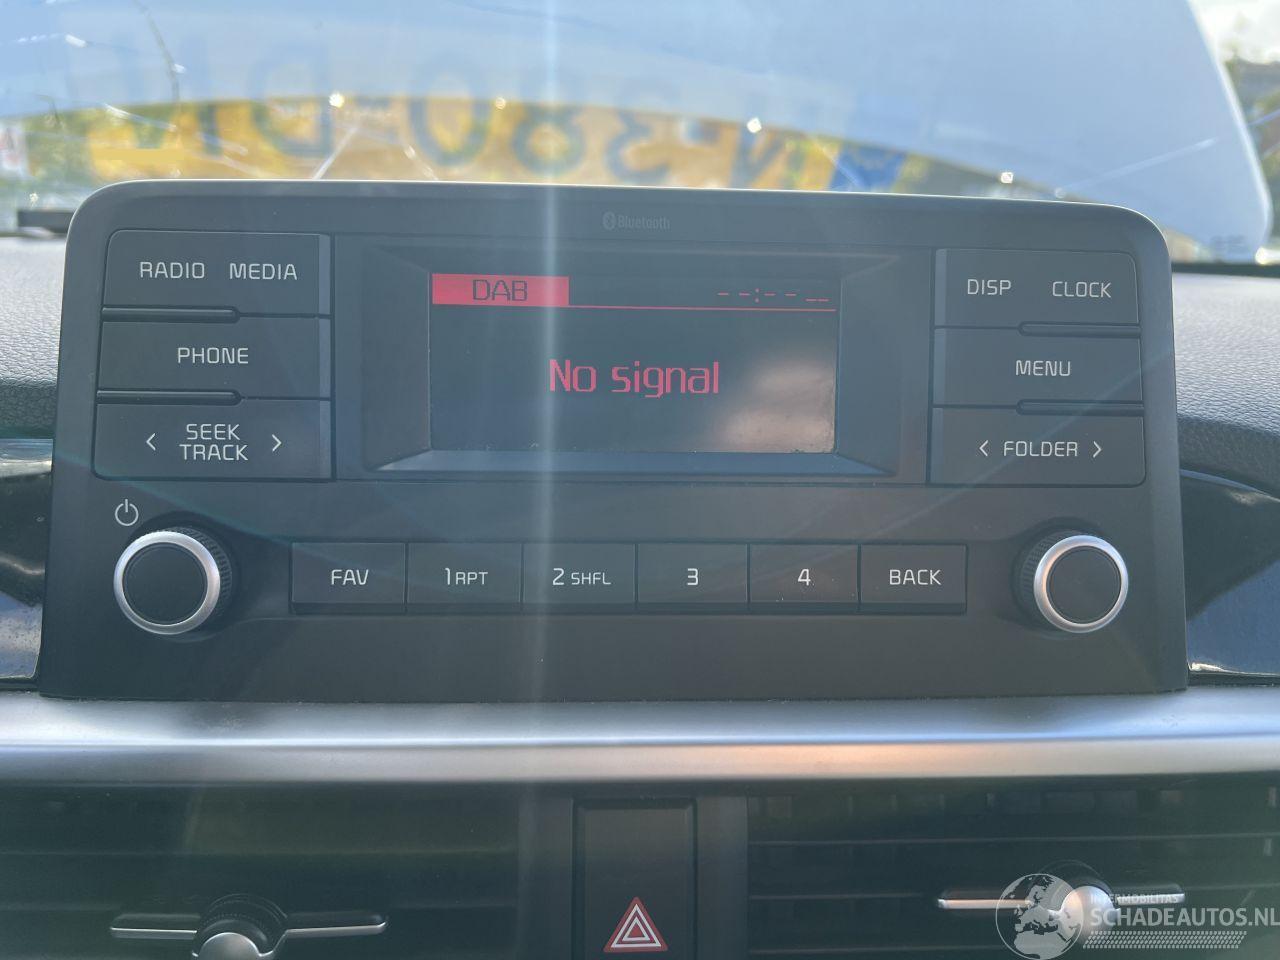 Bluetooth
RADIO MEDIA
DAB
--:-- --
DISP CLOCK
PHONE
No signal
MENU
< SEEK TRACK >
< FOLDER >
FAV
1 RPT
2 SHFL
3
4
BACK
INTERMOBILITAS
SCHADEAUTOS.NL